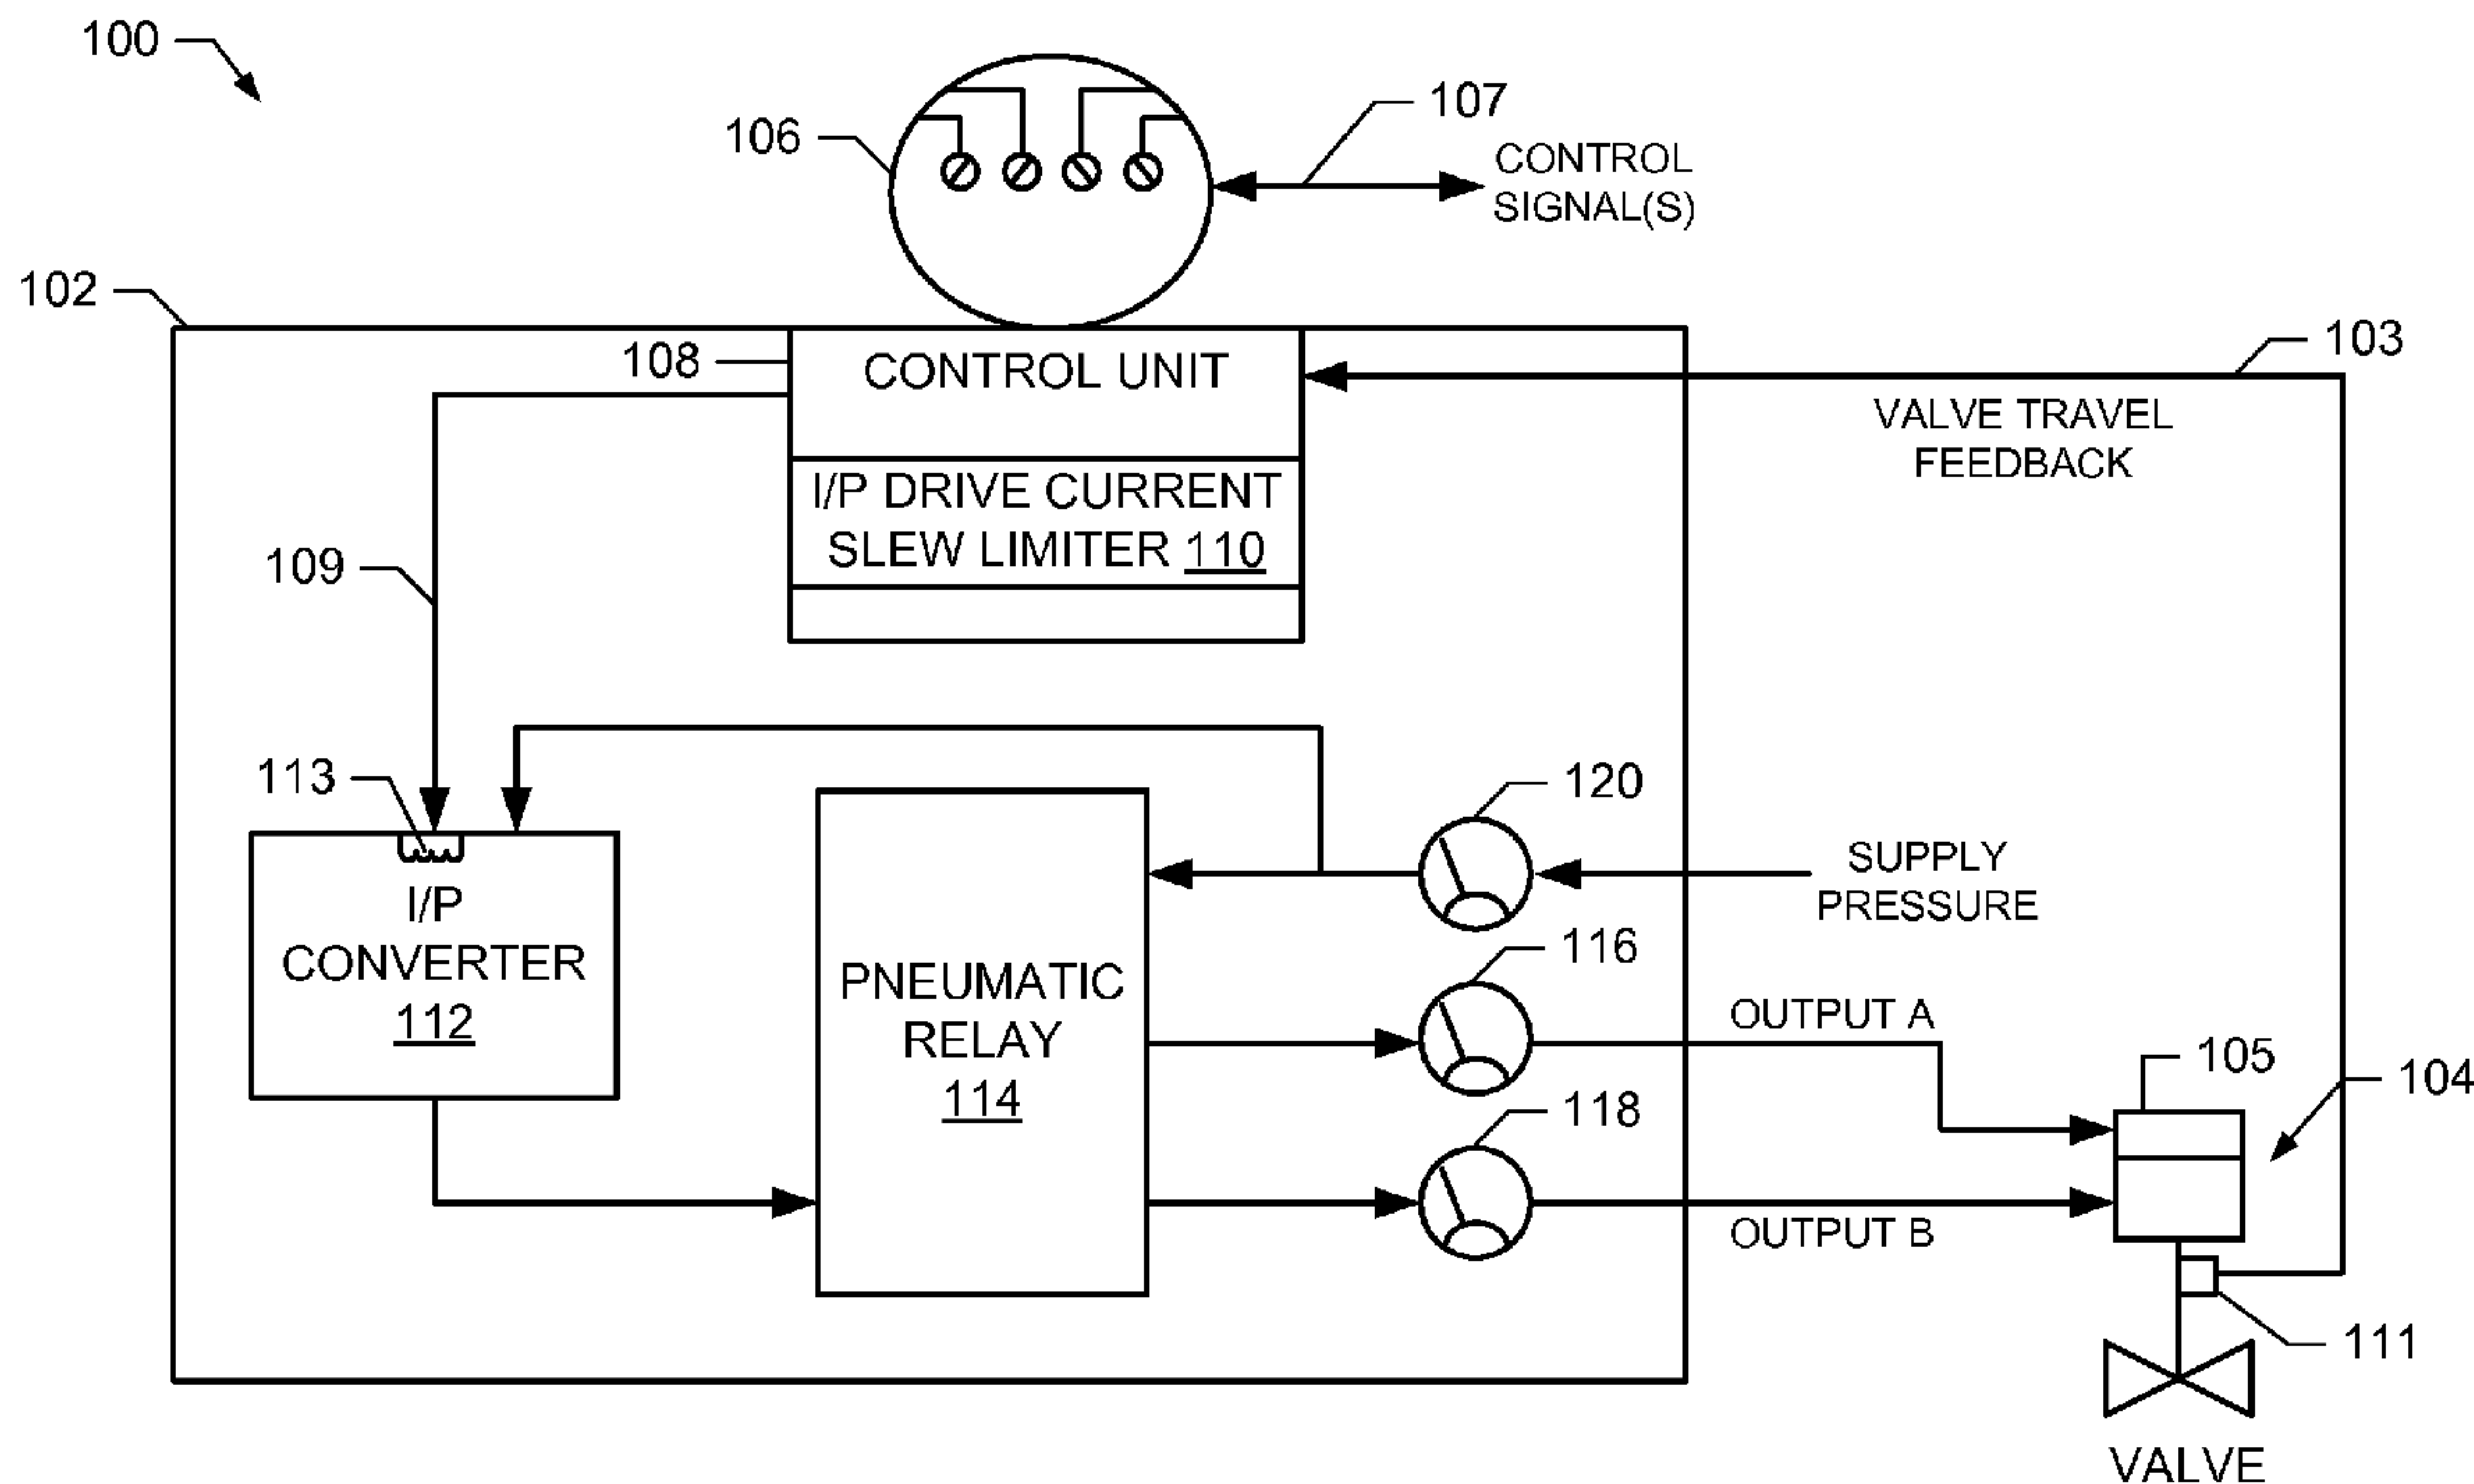 100
106
107
CONTROL
SIGNAL(S)
102
108
CONTROL UNIT
103
VALVE TRAVEL
FEEDBACK
I/P DRIVE CURRENT
SLEW LIMITER 110
109
113
120
I/P
CONVERTER
112
SUPPLY
PRESSURE
PNEUMATIC
RELAY
114
116
OUTPUT A
105
104
118
OUTPUT B
111
VALVE